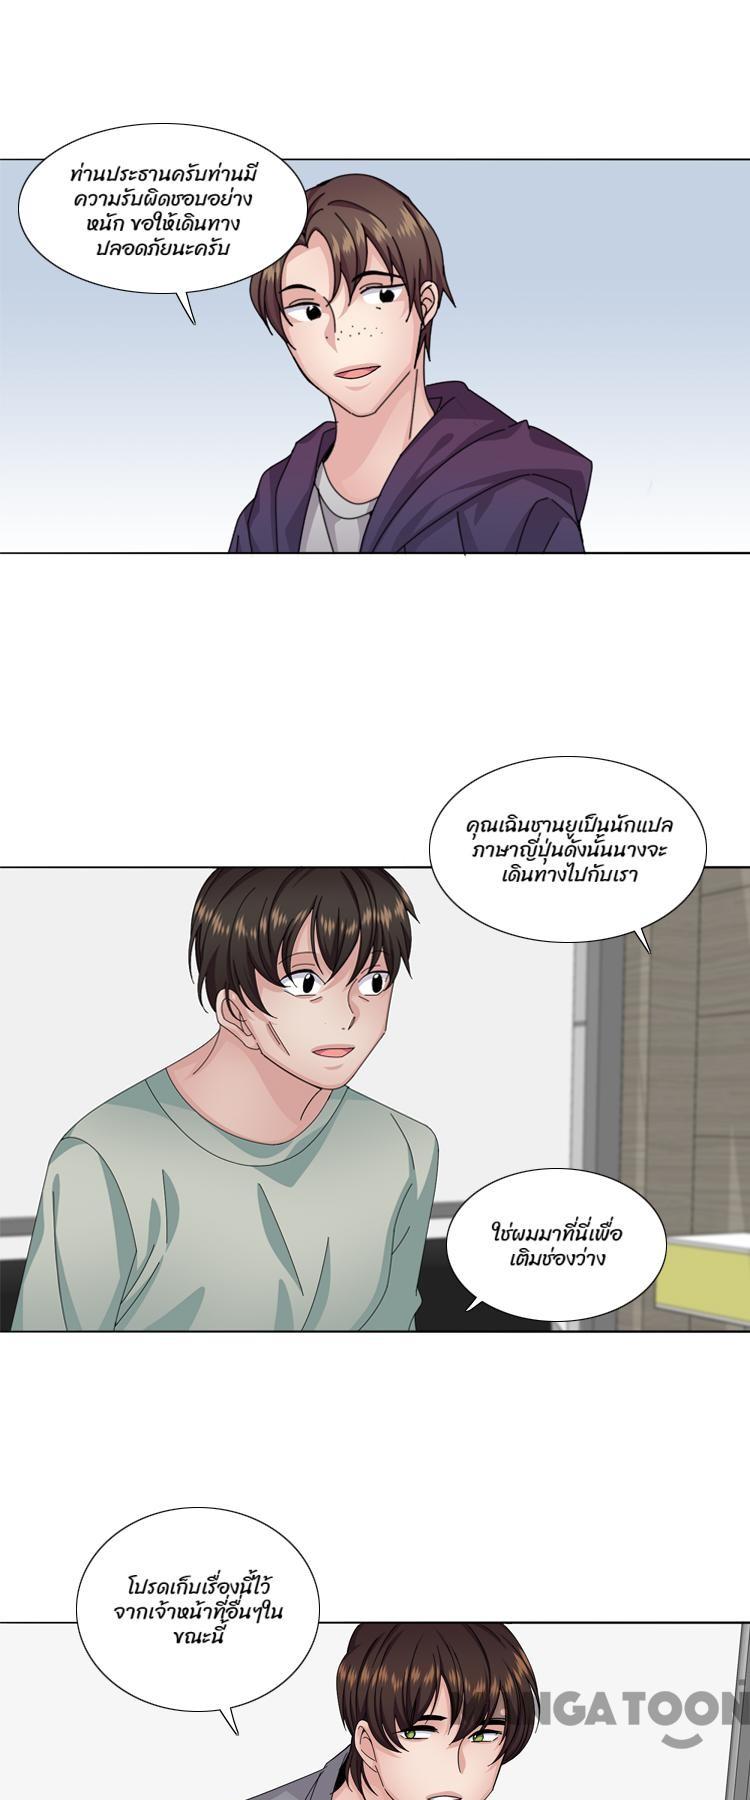 ท่านประธานครับท่านมี
ความรับผิดชอบอย่าง
หนัก ขอให้เดินทาง
ปลอดภัยนะครับ
คุณเฉินชานยูเป็นนักแปล
ภาษาญี่ปุ่นดังนั้นนางจะ
เดินทางไปกับเรา
ใช่ผมมาที่นี่เพื่อ
เติมช่องว่าง
โปรดเก็บเรื่องนี้ไว้
จากเจ้าหน้าที่อื่นๆใน
ขณะนี้
NGATOON